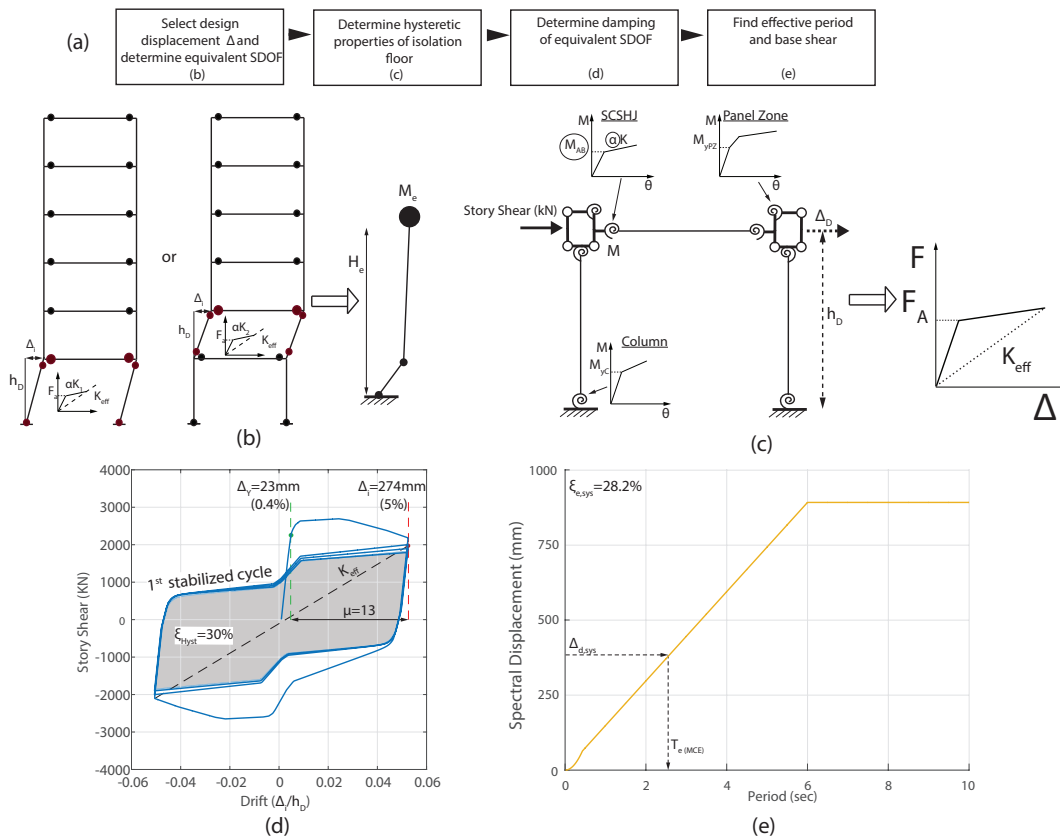 (a)
Select design
displacement Δ and
determine equivalent SDOF
(b)
Determine hysteretic
properties of isolation
floor
(c)
Determine damping
of equivalent SDOF
(d)
Find effective period
and base shear
(e)
or
Δi
hD
Fa
αK1
Keff
Δi
hD
Fa
αK2
Keff
Me
He
(b)
SCSHJ
M
MAB
αK
θ
Panel Zone
M
MyPZ
θ
Story Shear (kN)
M
ΔD
hD
Column
M
MyC
θ
F
FA
Keff
Δ
(c)
ΔY=23mm
(0.4%)
Δi=274mm
(5%)
1st stabilized cycle
Keff
μ=13
ξHyst=30%
Story Shear (KN)
4000
3000
2000
1000
0
-1000
-2000
-3000
-4000
-0.06
-0.04
-0.02
0
0.02
0.04
0.06
Drift (Δi/hD)
(d)
ξe,sys=28.2%
Δd,sys
Te (MCE)
Spectral Displacement (mm)
1000
750
500
250
0
0
2
4
6
8
10
Period (sec)
(e)